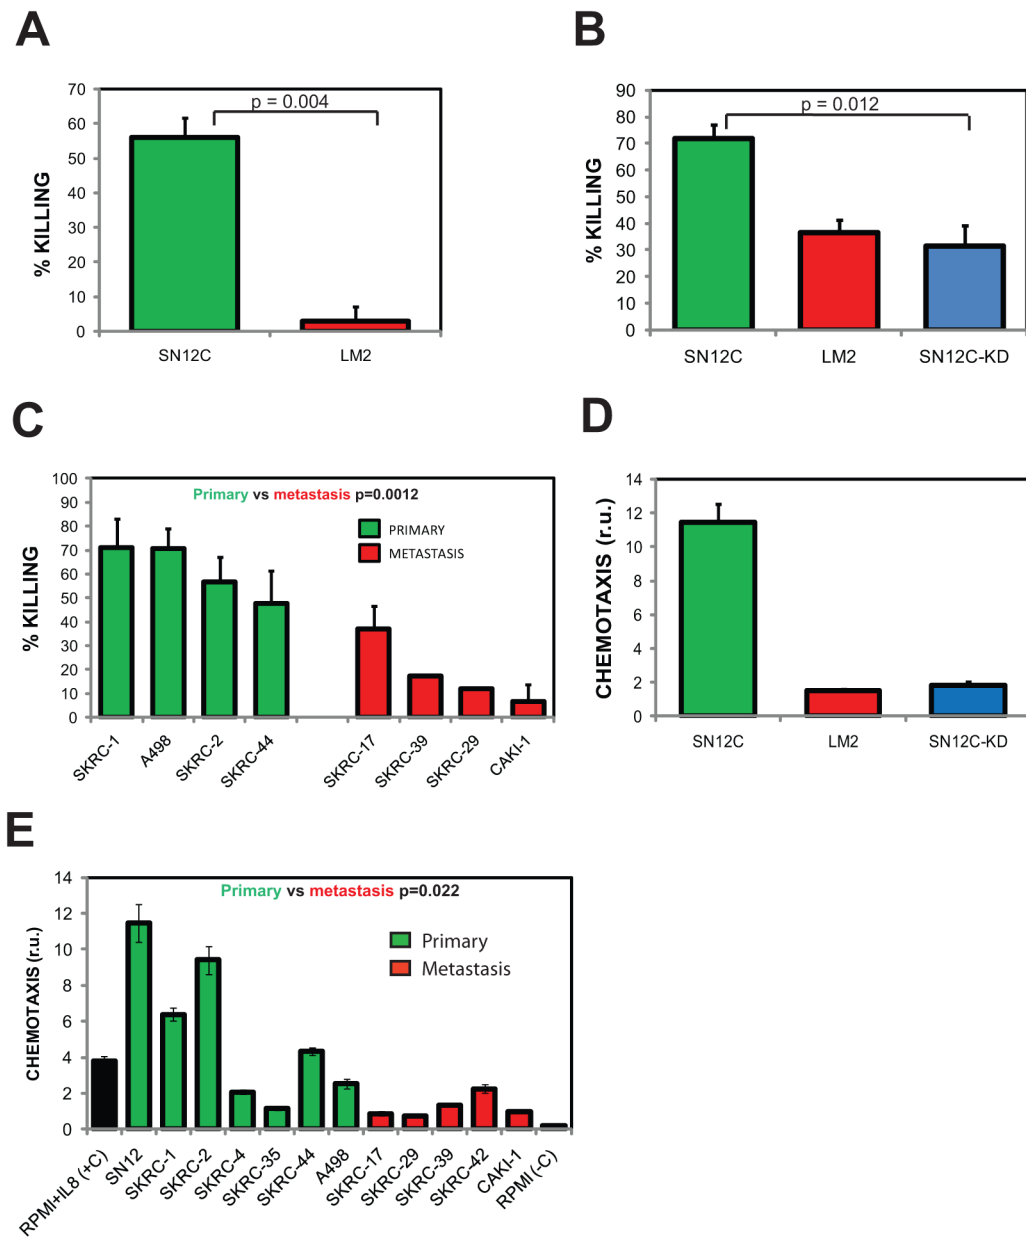 A
70
60
50
40
30
20
10
0
% KILLING
p = 0.004
SN12C LM2
B
90
80
70
60
50
40
30
20
10
0
% KILLING
p = 0.012
SN12C LM2 SN12C-KD
C
100
90
80
70
60
50
40
30
20
10
0
% KILLING
Primary vs metastasis p=0.0012
PRIMARY
METASTASIS
SKRC-1 A498 SKRC-2 SKRC-44 SKRC-17 SKRC-39 SKRC-29 CAKI-1
D
14
12
10
8
6
4
2
0
CHEMOTAXIS (r.u.)
SN12C LM2 SN12C-KD
E
14
12
10
8
6
4
2
0
CHEMOTAXIS (r.u.)
Primary vs metastasis p=0.022
Primary
Metastasis
RPMI+IL8 (+C) SN12 SKRC-1 SKRC-2 SKRC-4 SKRC-35 SKRC-44 A498 SKRC-17 SKRC-29 SKRC-39 SKRC-42 CAKI-1 RPMI (-C)